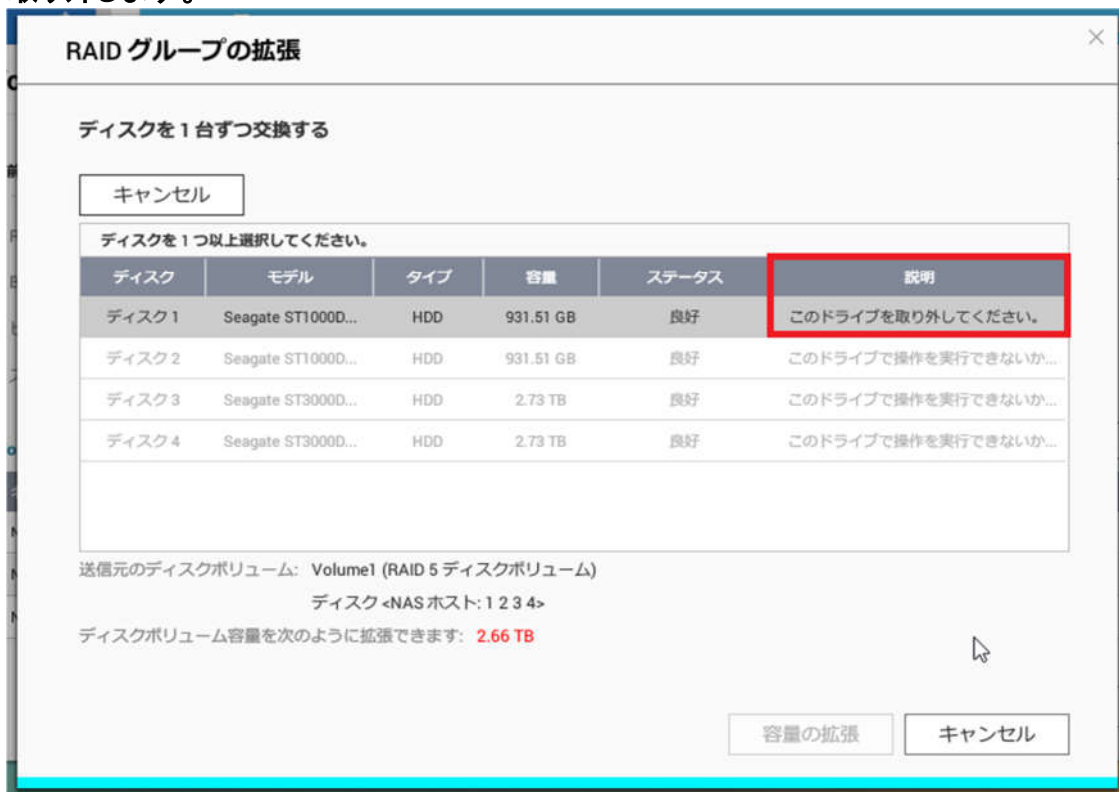 RAID グループの拡張
ディスクを 1 台ずつ交換する
キャンセル
ディスクを 1 つ以上選択してください。
ディスク モデル タイプ 容量 ステータス 説明
ディスク 1 Seagate ST1000D... HDD 931.51 GB 良好 このドライブを取り外してください。
ディスク 2 Seagate ST1000D... HDD 931.51 GB 良好 このドライブで操作を実行できないか...
ディスク 3 Seagate ST3000D... HDD 2.73 TB 良好 このドライブで操作を実行できないか...
ディスク 4 Seagate ST3000D... HDD 2.73 TB 良好 このドライブで操作を実行できないか...
送信元のディスクボリューム: Volume1 (RAID 5 ディスクボリューム)
ディスク <NAS ホスト: 1 2 3 4>
ディスクボリューム容量を次のように拡張できます: 2.66 TB
容量の拡張 キャンセル